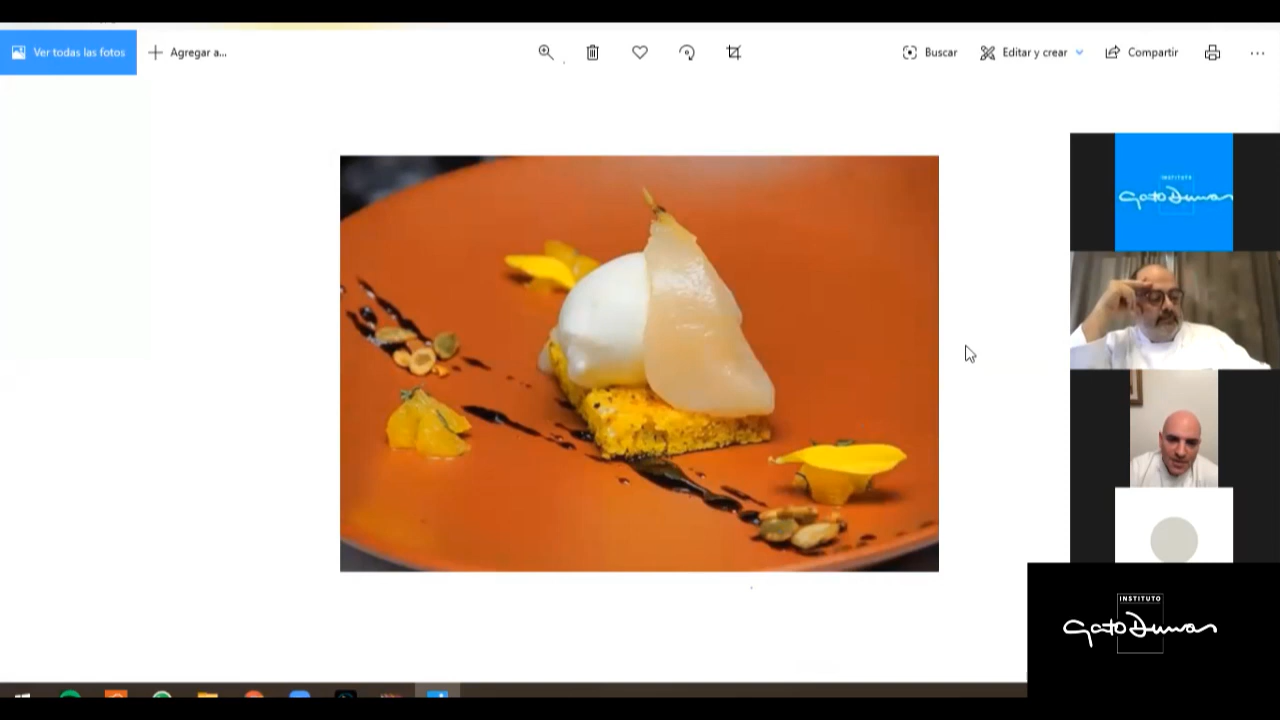 Ver todas las fotos
Agregar a...
Buscar
Editar y crear
Compartir
INSTITUTO
Gato Dumas
INSTITUTO
Gato Dumas